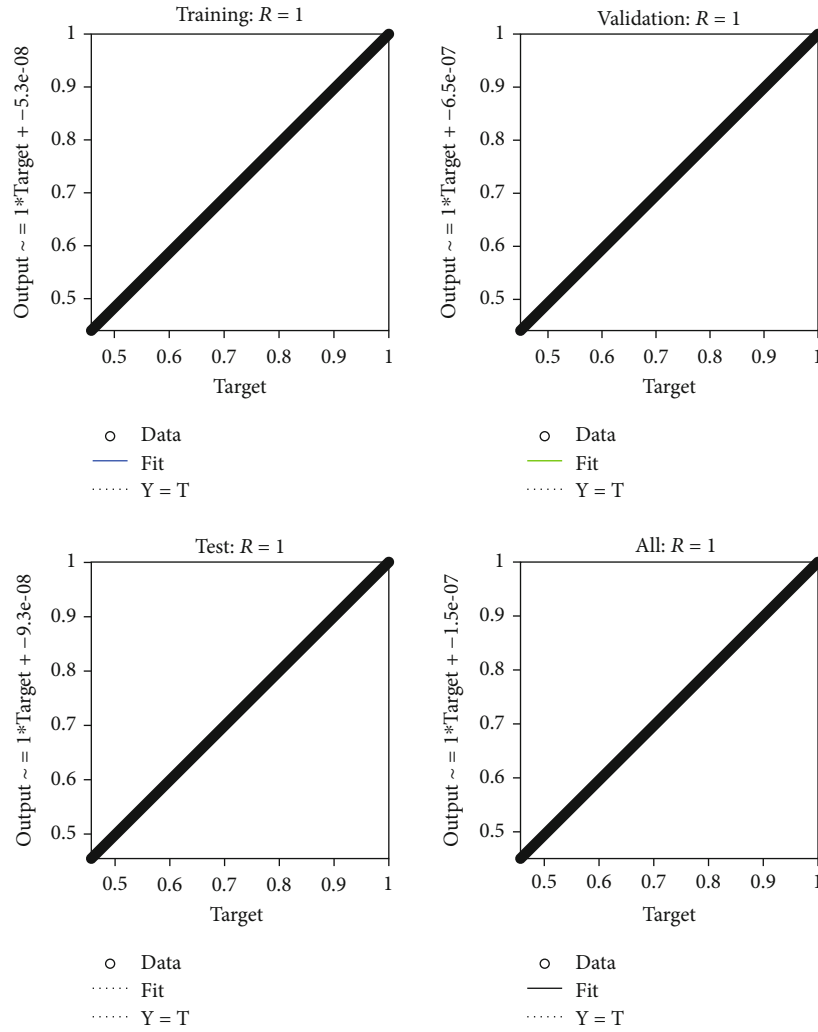 Training: R = 1
Output ~ = 1*Target + −5.3e-08
1
0.9
0.8
0.7
0.6
0.5
0.5 0.6 0.7 0.8 0.9 1
Target
Data
Fit
Y = T
Validation: R = 1
Output ~ = 1*Target + −6.5e-07
1
0.9
0.8
0.7
0.6
0.5
0.5 0.6 0.7 0.8 0.9 1
Target
Data
Fit
Y = T
Test: R = 1
Output ~ = 1*Target + −9.3e-08
1
0.9
0.8
0.7
0.6
0.5
0.5 0.6 0.7 0.8 0.9 1
Target
Data
Fit
Y = T
All: R = 1
Output ~ = 1*Target + −1.5e-07
1
0.9
0.8
0.7
0.6
0.5
0.5 0.6 0.7 0.8 0.9 1
Target
Data
Fit
Y = T